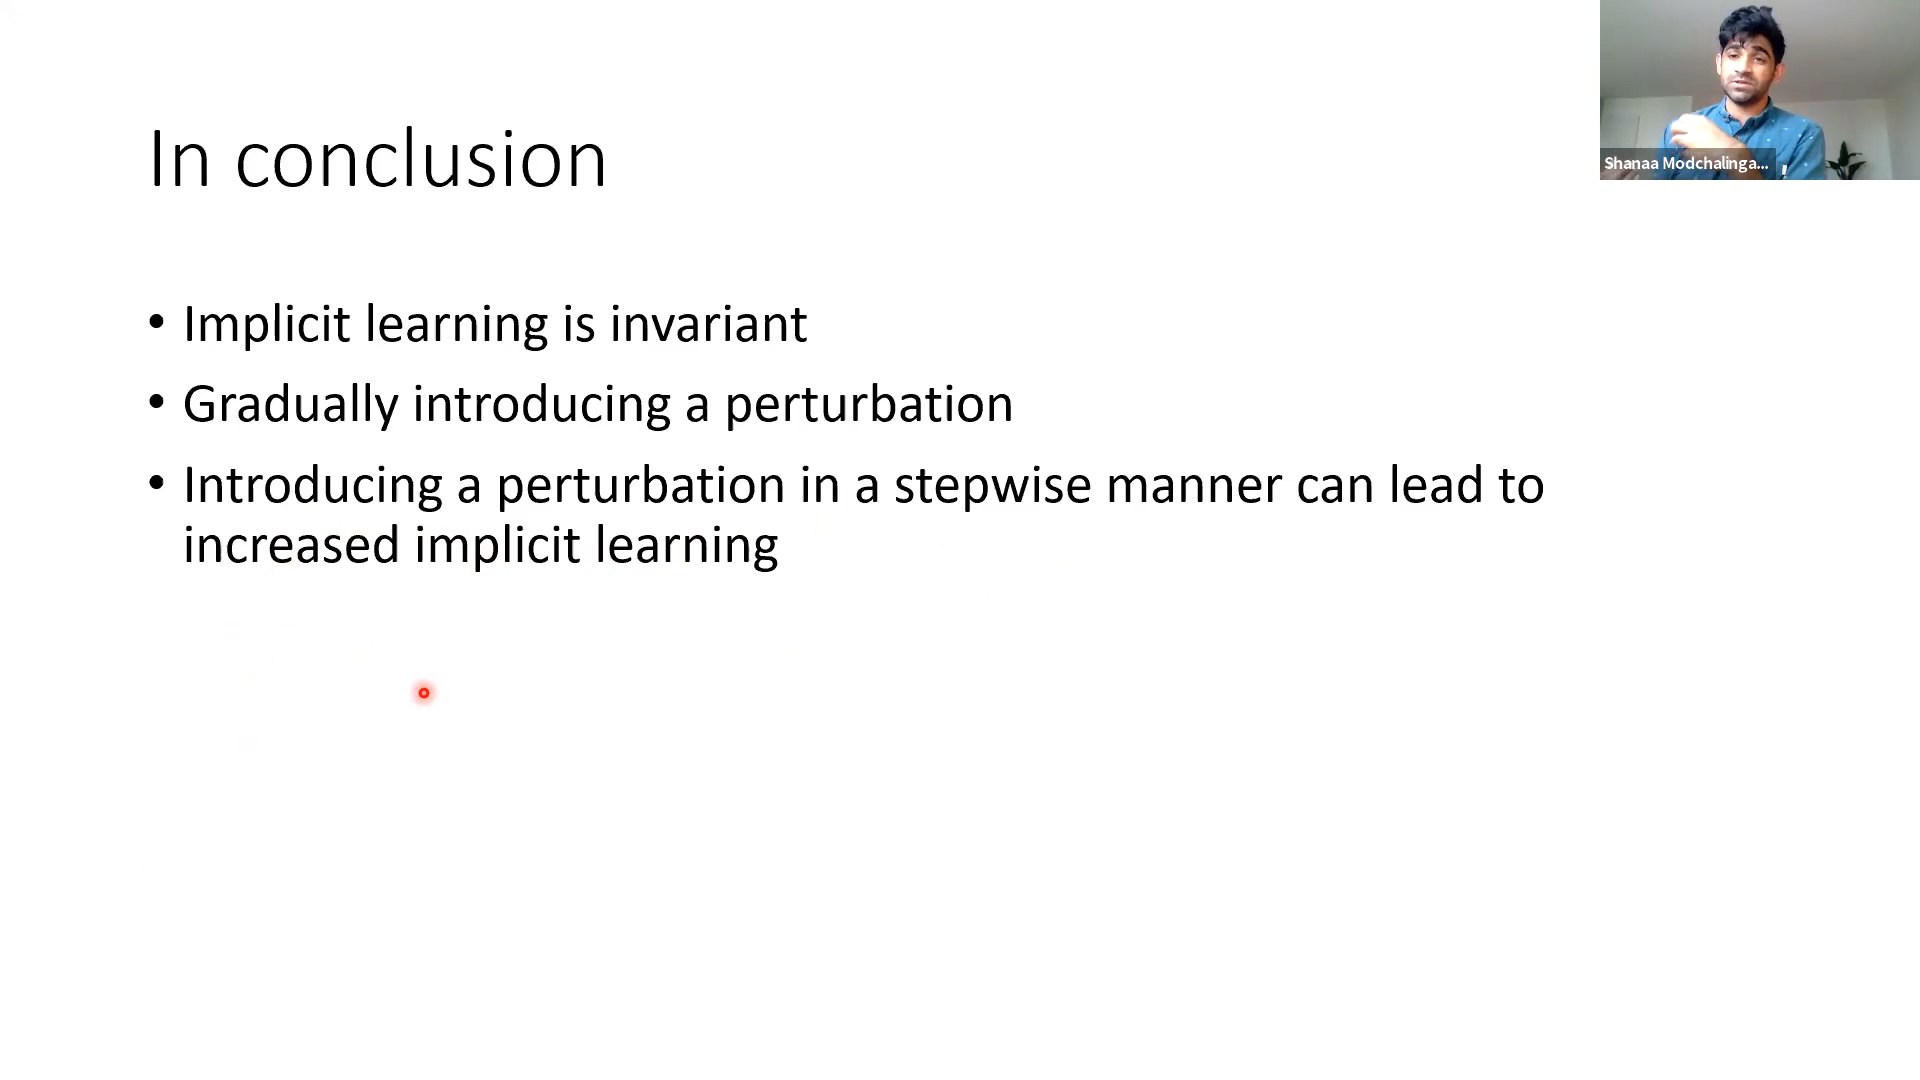 Shanaa Modchalinga...
In conclusion
• Implicit learning is invariant
• Gradually introducing a perturbation
• Introducing a perturbation in a stepwise manner can lead to
increased implicit learning